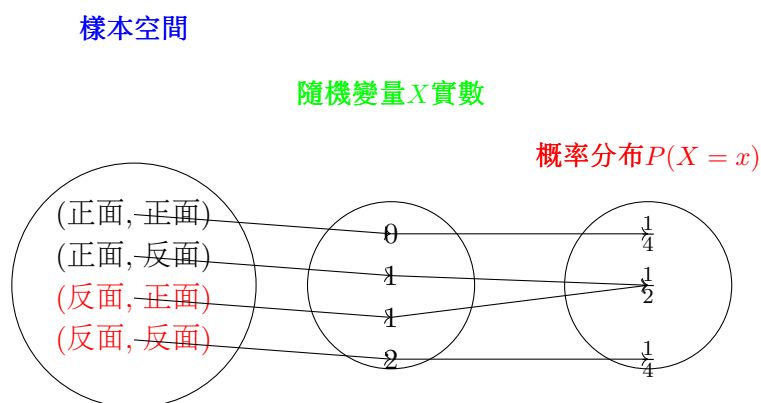 樣本空間
隨機變量X實數
概率分布P(X = x)
(正面, 正面)
(正面, 反面)
(反面, 正面)
(反面, 反面)
0
1
1
2
1/4
1/2
1/4